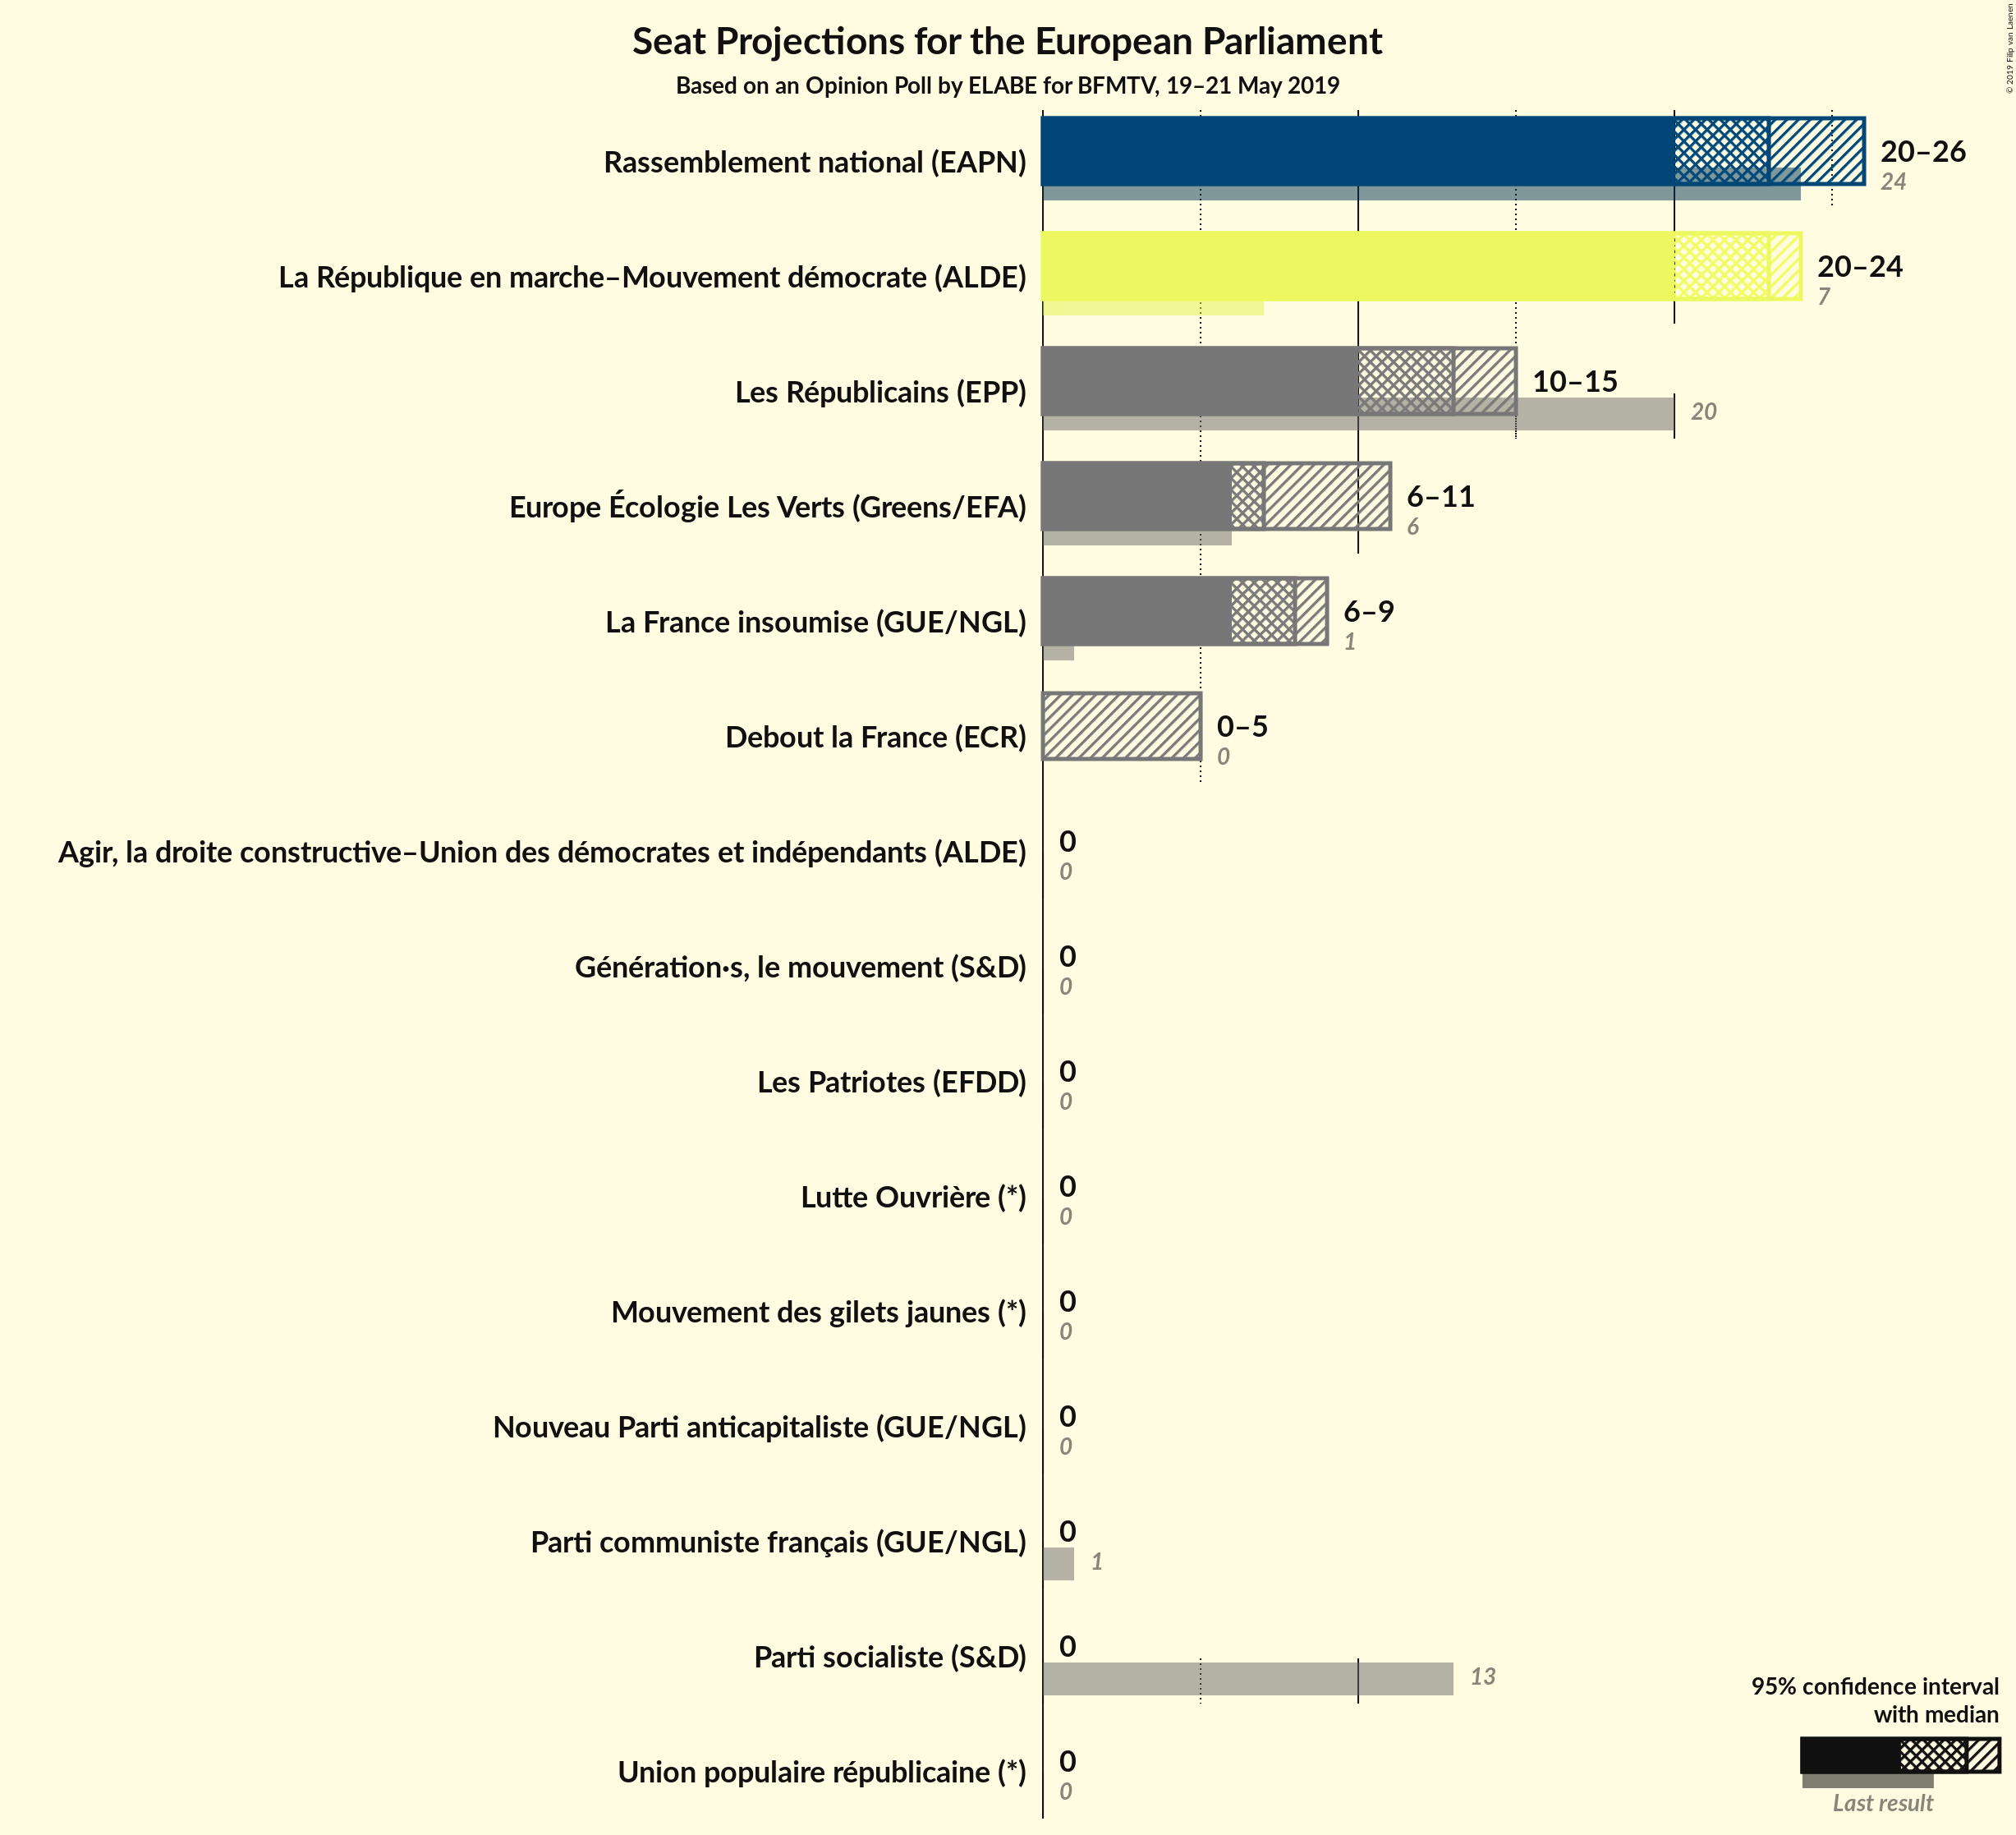 Seat Projections for the European Parliament
Based on an Opinion Poll by ELABE for BFMTV, 19–21 May 2019
© 2019 Filip van Laenen
Rassemblement national (EAPN)
20–26
24
La République en marche–Mouvement démocrate (ALDE)
20–24
7
Les Républicains (EPP)
10–15
20
Europe Écologie Les Verts (Greens/EFA)
6–11
6
La France insoumise (GUE/NGL)
6–9
1
Debout la France (ECR)
0–5
0
Agir, la droite constructive–Union des démocrates et indépendants (ALDE)
0
0
Génération·s, le mouvement (S&D)
0
0
Les Patriotes (EFDD)
0
0
Lutte Ouvrière (*)
0
0
Mouvement des gilets jaunes (*)
0
0
Nouveau Parti anticapitaliste (GUE/NGL)
0
0
Parti communiste français (GUE/NGL)
0
1
Parti socialiste (S&D)
0
13
Union populaire républicaine (*)
0
0
95% confidence interval
with median
Last result